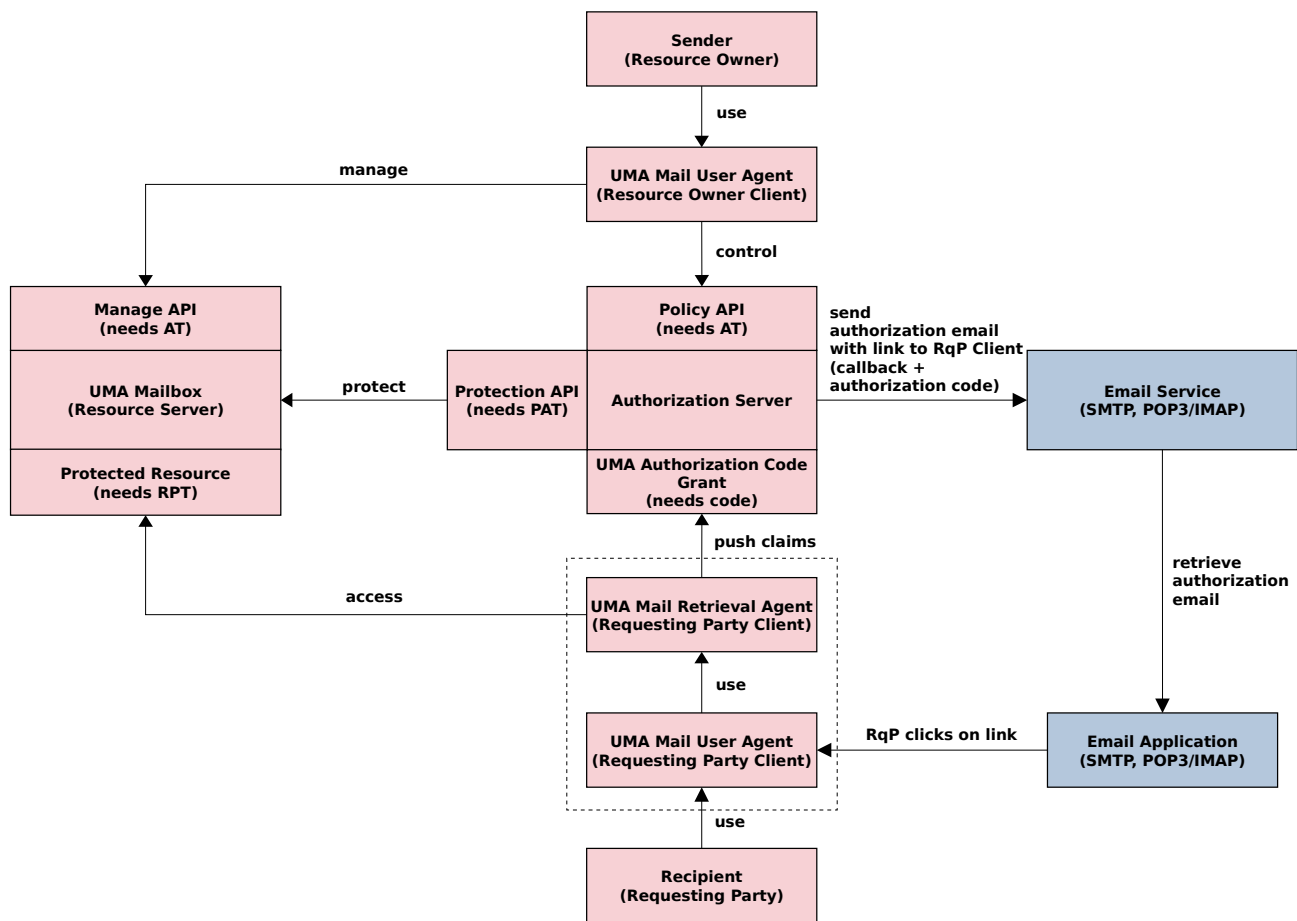 Sender
(Resource Owner)
use
UMA Mail User Agent
(Resource Owner Client)
manage
control
Manage API
(needs AT)
Policy API
(needs AT)
send
authorization email
with link to RqP Client
(callback +
authorization code)
UMA Mailbox
(Resource Server)
protect
Protection API
(needs PAT)
Authorization Server
Email Service
(SMTP, POP3/IMAP)
Protected Resource
(needs RPT)
UMA Authorization Code
Grant
(needs code)
push claims
retrieve
authorization
email
access
UMA Mail Retrieval Agent
(Requesting Party Client)
use
UMA Mail User Agent
(Requesting Party Client)
RqP clicks on link
Email Application
(SMTP, POP3/IMAP)
use
Recipient
(Requesting Party)